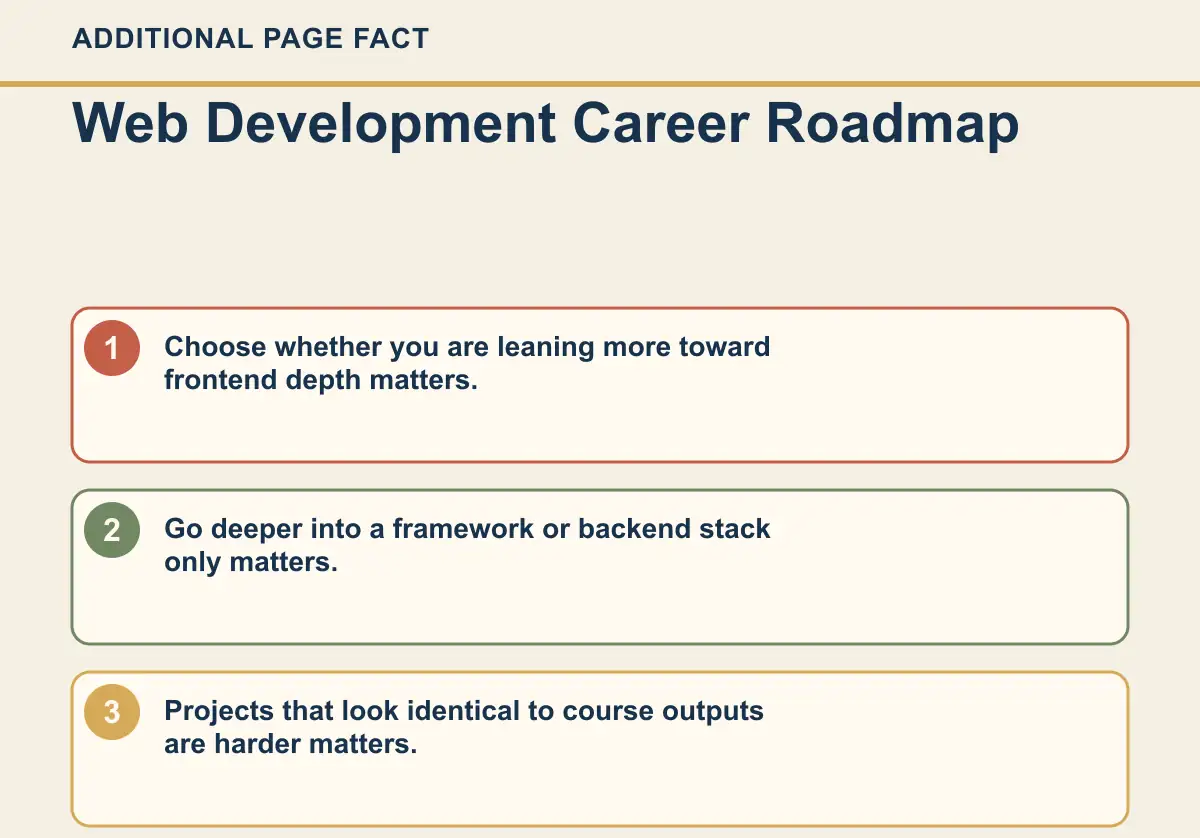 ADDITIONAL PAGE FACT
Web Development Career Roadmap
1
Choose whether you are leaning more toward
frontend depth matters.
2
Go deeper into a framework or backend stack
only matters.
3
Projects that look identical to course outputs
are harder matters.